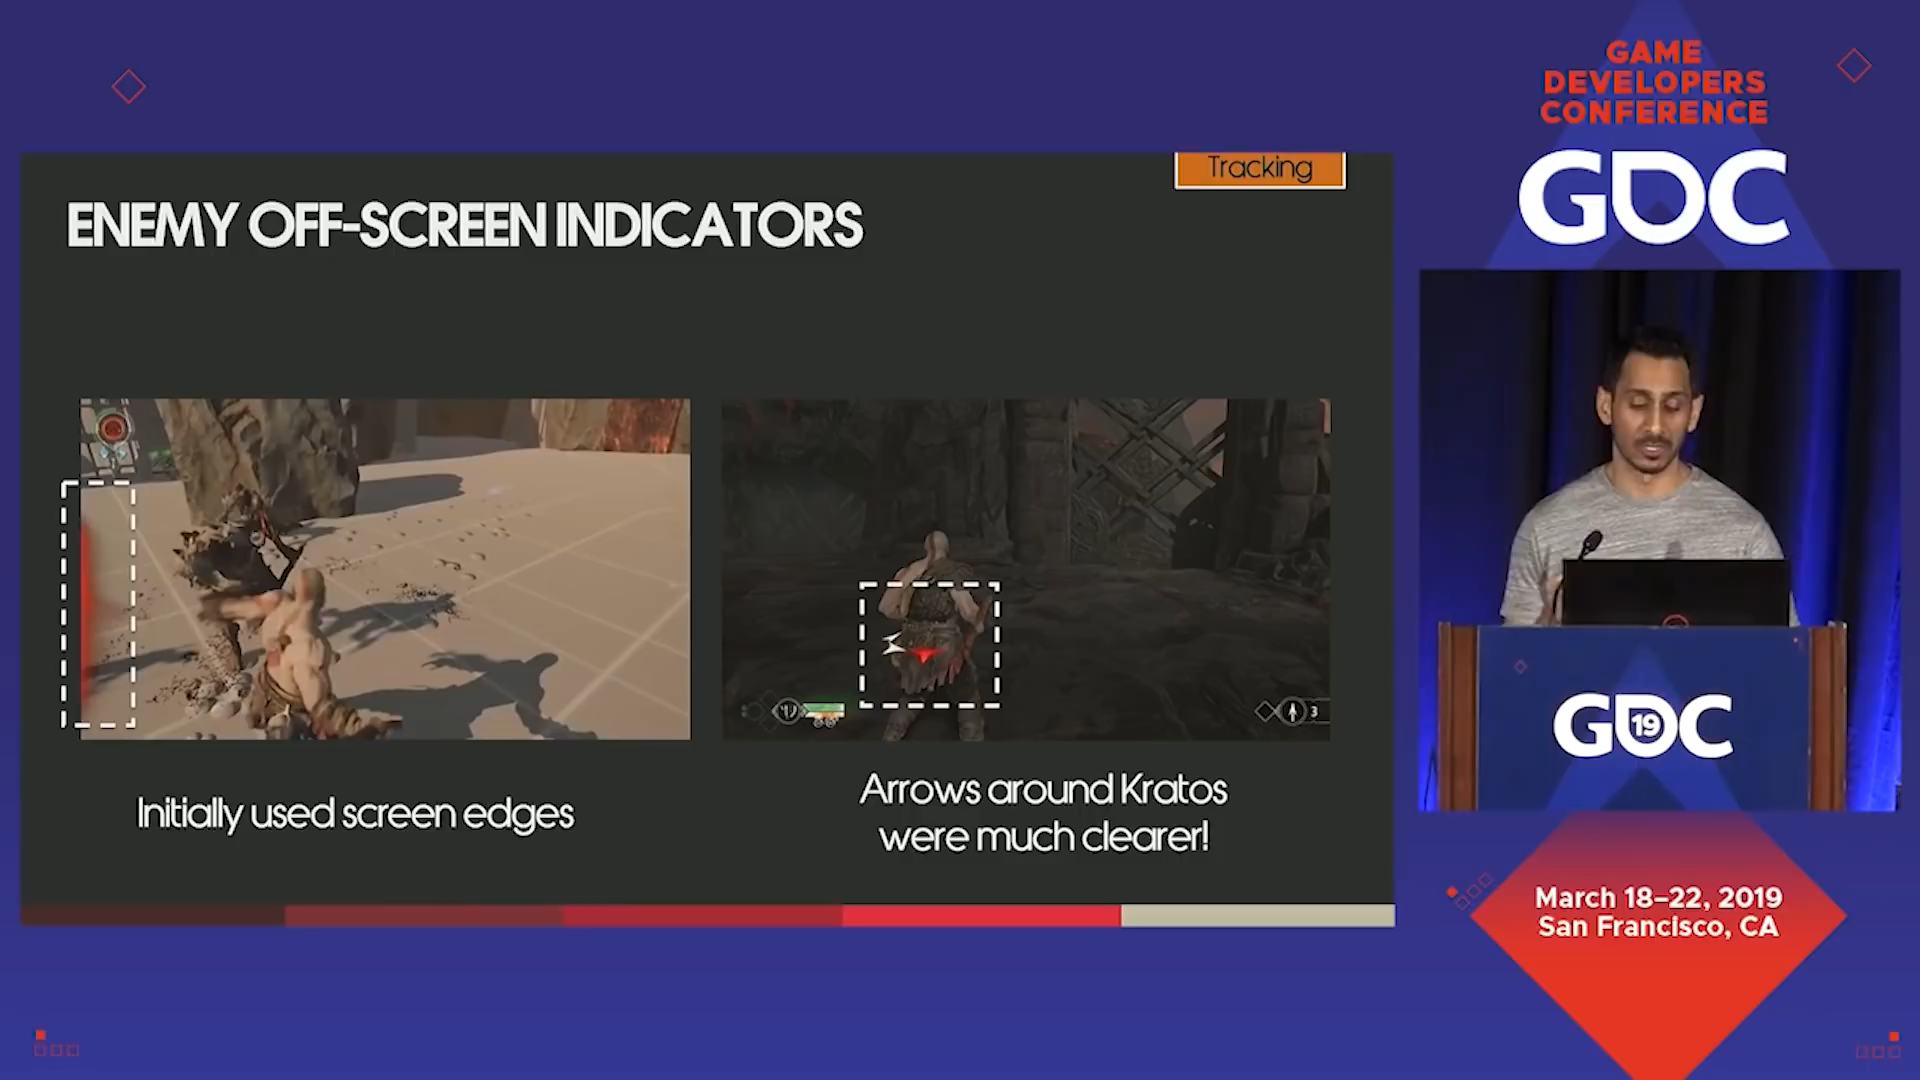 GAME
DEVELOPERS
CONFERENCE
GDC
Tracking
ENEMY OFF-SCREEN INDICATORS
3
Initially used screen edges
Arrows around Kratos
were much clearer!
GDC
19
March 18–22, 2019
San Francisco, CA